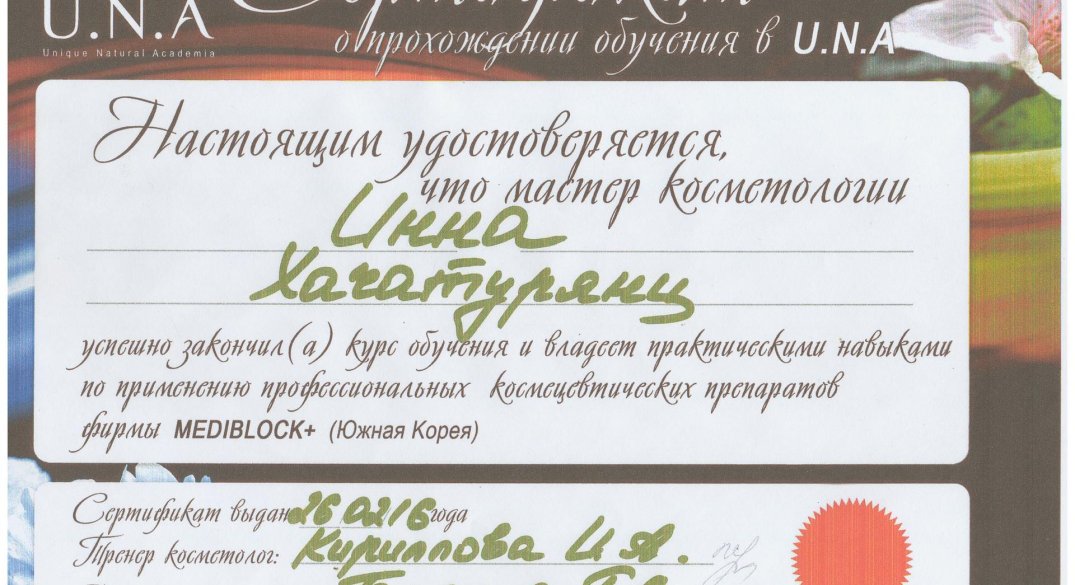 U.N.A
Unique Natural Academia
Сертификат
о прохождении обучения в U.N.A
Настоящим удостоверяется,
что мастер косметологии
Инна
Хачатурянц
успешно закончил(а) курс обучения и владеет практическими навыками
по применению профессиональных космецевтических препаратов
фирмы MEDIBLOCK+ (Южная Корея)
Сертификат выдан 26 02 16 года
Тренер косметолог: Кириллова И.А.